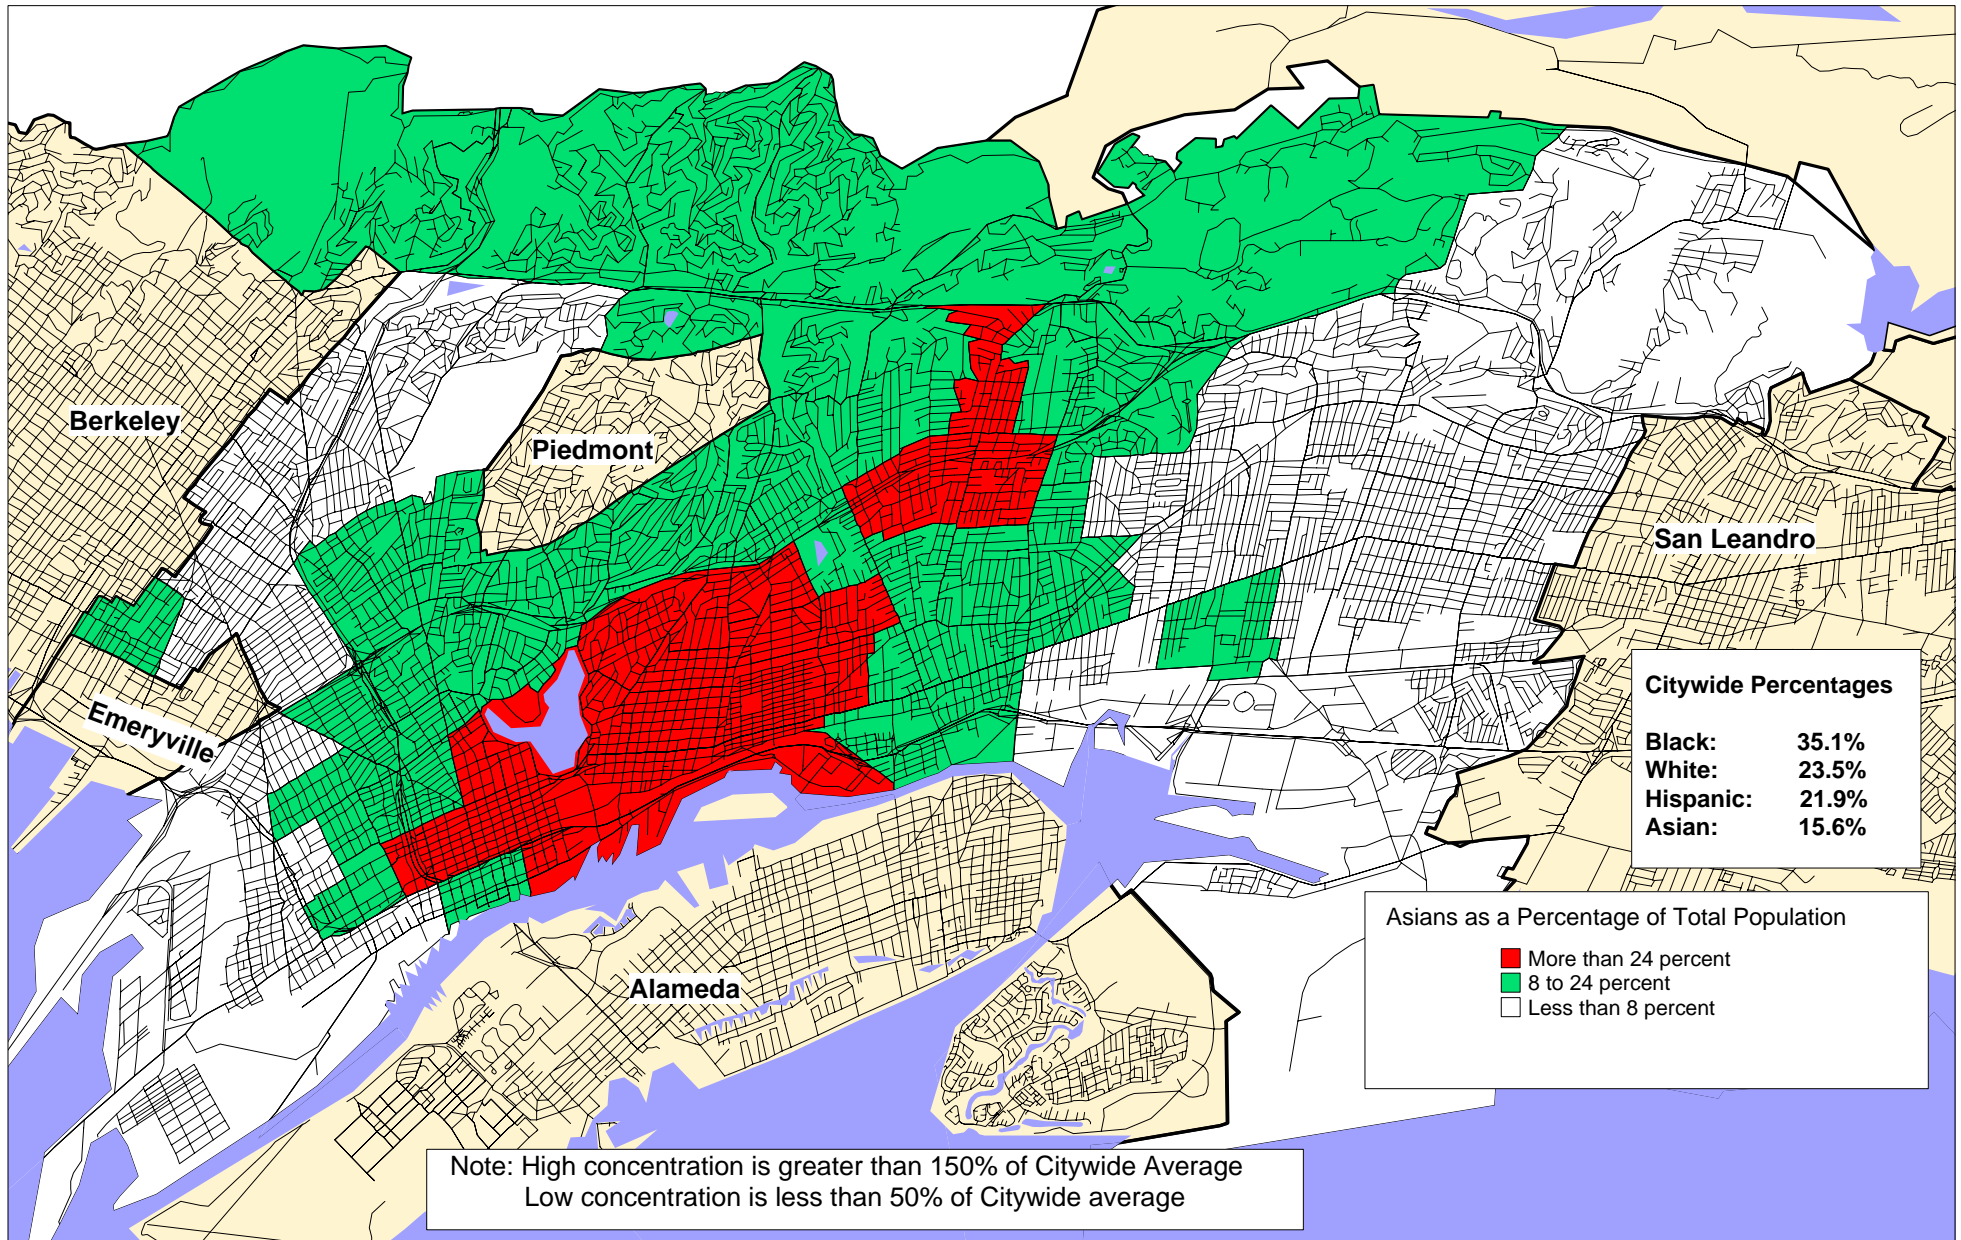 Berkeley
Piedmont
San Leandro
Emeryville
Alameda
Citywide Percentages
Black: 35.1%
White: 23.5%
Hispanic: 21.9%
Asian: 15.6%
Asians as a Percentage of Total Population
More than 24 percent
8 to 24 percent
Less than 8 percent
Note: High concentration is greater than 150% of Citywide Average
Low concentration is less than 50% of Citywide average